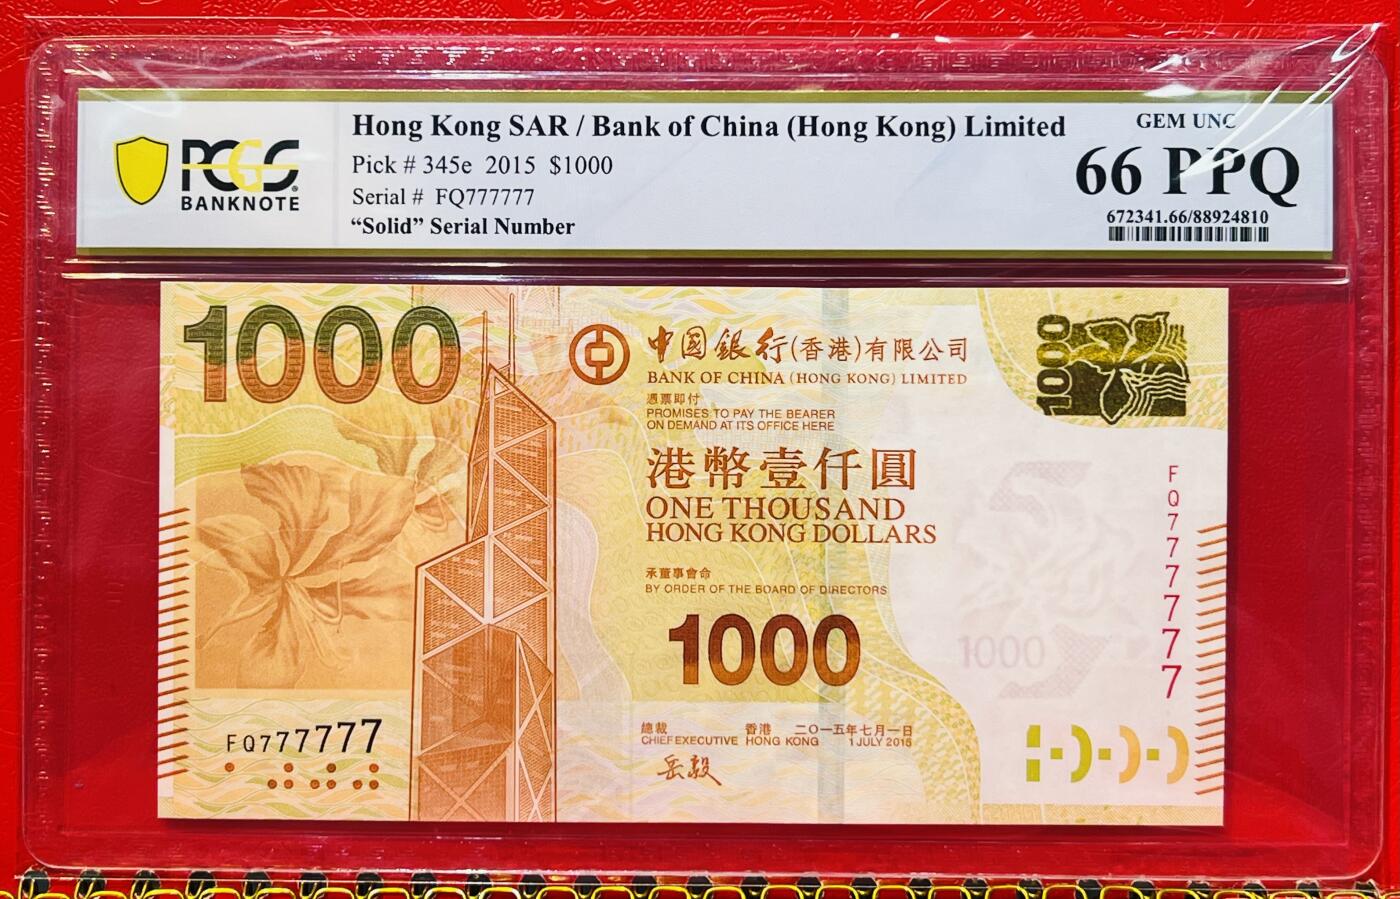 PCGS
BANKNOTE
Hong Kong SAR / Bank of China (Hong Kong) Limited
Pick # 345e 2015 $1000
Serial # FQ777777
“Solid” Serial Number
GEM UNC
66 PPQ
672341.66/88924810
1000
中國銀行(香港)有限公司
BANK OF CHINA (HONG KONG) LIMITED
憑票即付
PROMISES TO PAY THE BEARER
ON DEMAND AT ITS OFFICE HERE
港幣壹仟圓
ONE THOUSAND
HONG KONG DOLLARS
承董事會命
BY ORDER OF THE BOARD OF DIRECTORS
1000
總裁 香港 二〇一五年七月一日
CHIEF EXECUTIVE HONG KONG 1 JULY 2015
岳毅
FQ777777
1000
1000
FQ777777